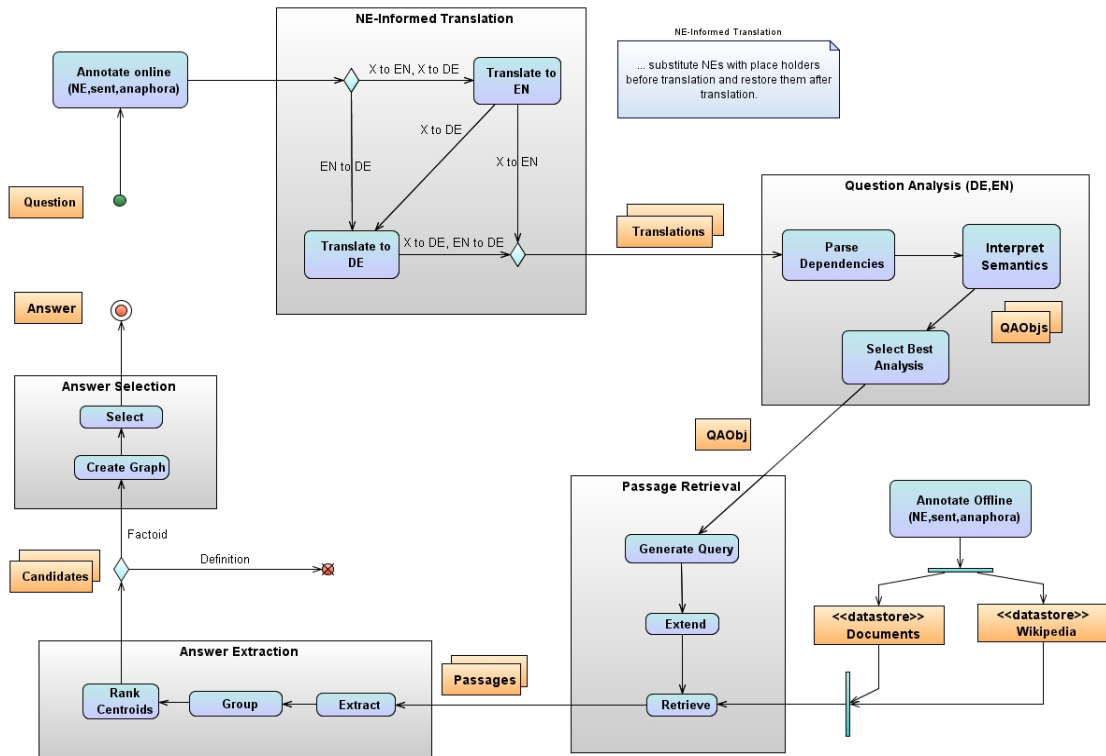 NE-Informed Translation
Annotate online
(NE,sent,anaphora)
X to EN, X to DE
Translate to
EN
NE-Informed Translation
... substitute NEs with place holders
before translation and restore them after
translation.
X to DE
EN to DE
X to EN
Question
Translate to
DE
X to DE, EN to DE
Translations
Question Analysis (DE,EN)
Parse
Dependencies
Interpret
Semantics
QAObjs
Select Best
Analysis
Answer
Answer Selection
Select
Create Graph
Factoid
Candidates
Definition
QAObj
Passage Retrieval
Generate Query
Extend
Retrieve
Annotate Offline
(NE,sent,anaphora)
<<datastore>>
Documents
<<datastore>>
Wikipedia
Answer Extraction
Rank
Centroids
Group
Extract
Passages